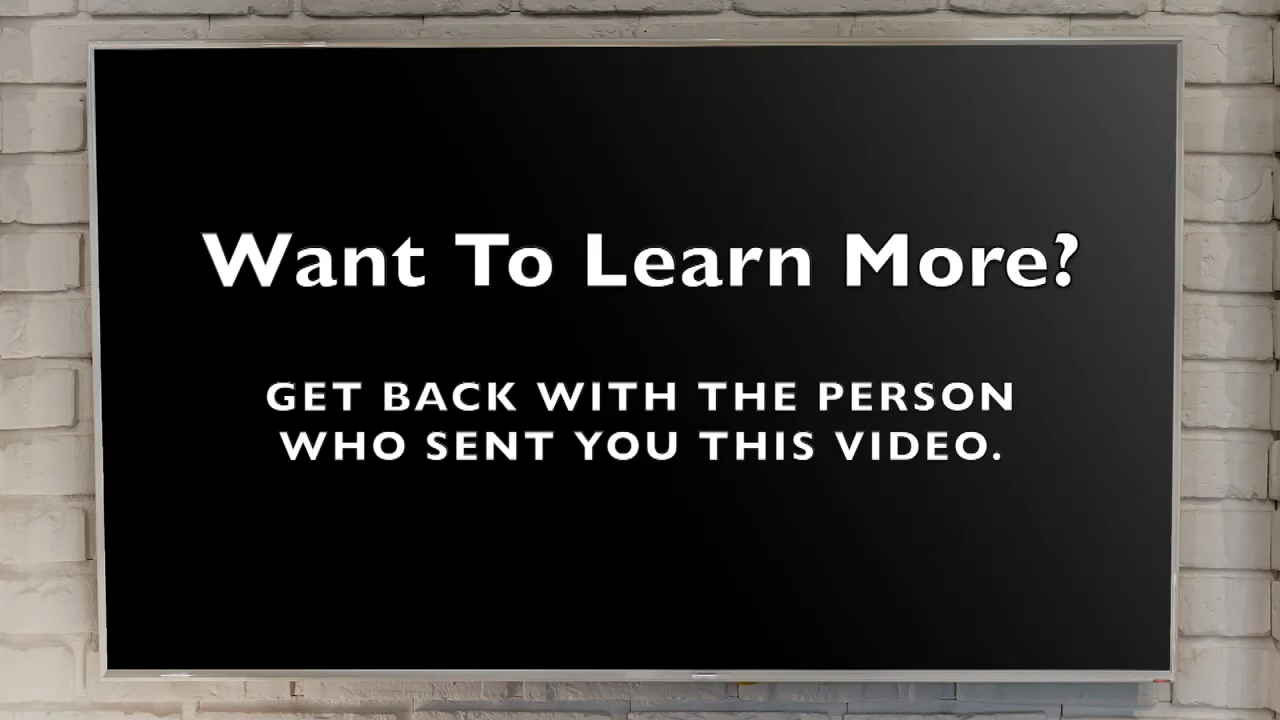 Want To Learn More?
GET BACK WITH THE PERSON
WHO SENT YOU THIS VIDEO.